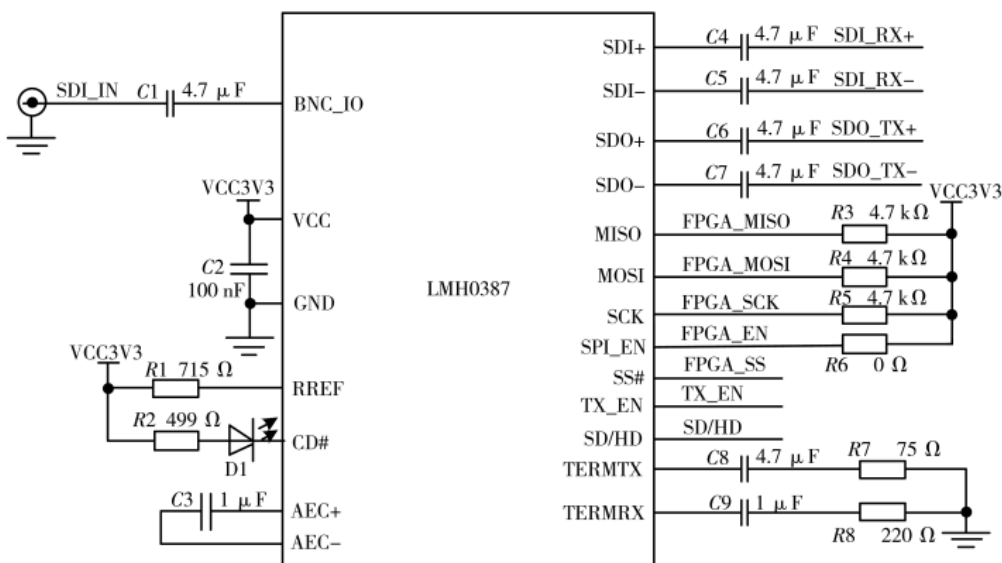 SDI_IN C1 4.7 μF
BNC_IO
VCC3V3
VCC
C2
100 nF
GND
VCC3V3
R1 715 Ω
RREF
R2 499 Ω
CD#
D1
C3 1 μF
AEC+
AEC−
LMH0387
SDI+ C4 4.7 μF SDI_RX+
SDI− C5 4.7 μF SDI_RX−
SDO+ C6 4.7 μF SDO_TX+
SDO− C7 4.7 μF SDO_TX−
VCC3V3
MISO FPGA_MISO R3 4.7 kΩ
MOSI FPGA_MOSI R4 4.7 kΩ
SCK FPGA_SCK R5 4.7 kΩ
SPI_EN FPGA_EN R6 0 Ω
SS# FPGA_SS
TX_EN TX_EN
SD/HD SD/HD
TERMTX C8 4.7 μF R7 75 Ω
TERMRX C9 1 μF R8 220 Ω